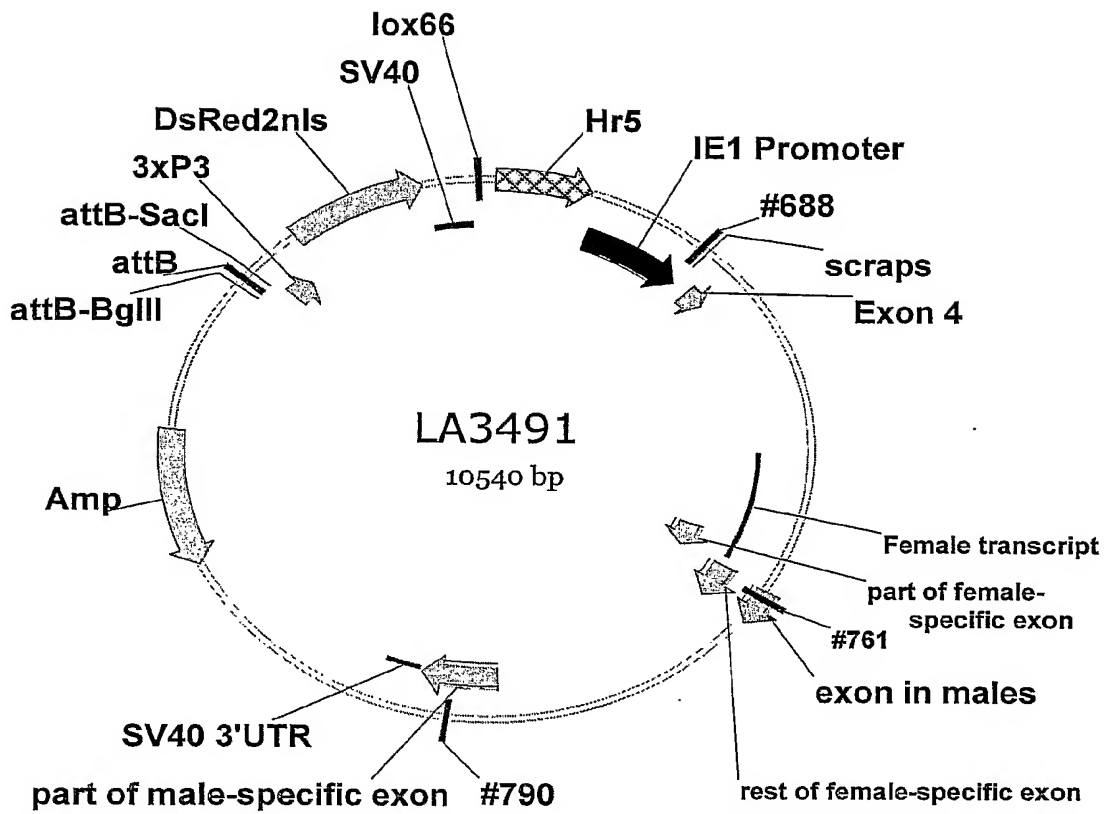 lox66
SV40
Hr5
DsRed2nls
IE1 Promoter
3xP3
#688
attB-SacI
scraps
attB
Exon 4
attB-BglII
LA3491
10540 bp
Amp
Female transcript
part of female-
specific exon
#761
exon in males
SV40 3'UTR
part of male-specific exon
#790
rest of female-specific exon